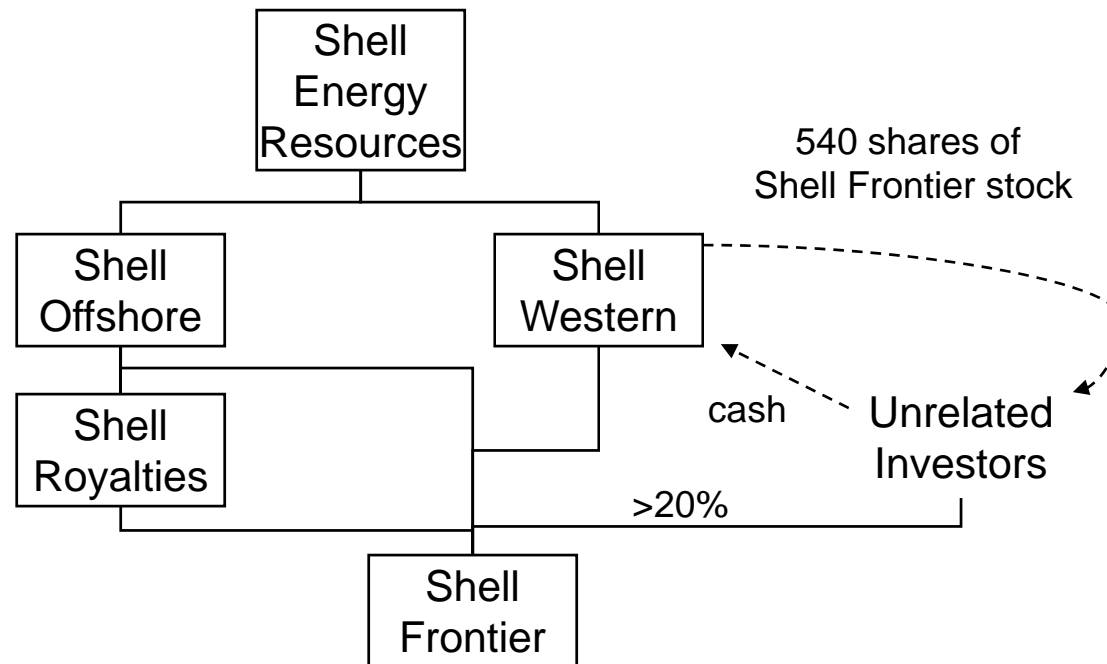 Shell
Energy
Resources
540 shares of
Shell Frontier stock
Shell
Offshore
Shell
Western
cash
Unrelated
Investors
Shell
Royalties
>20%
Shell
Frontier